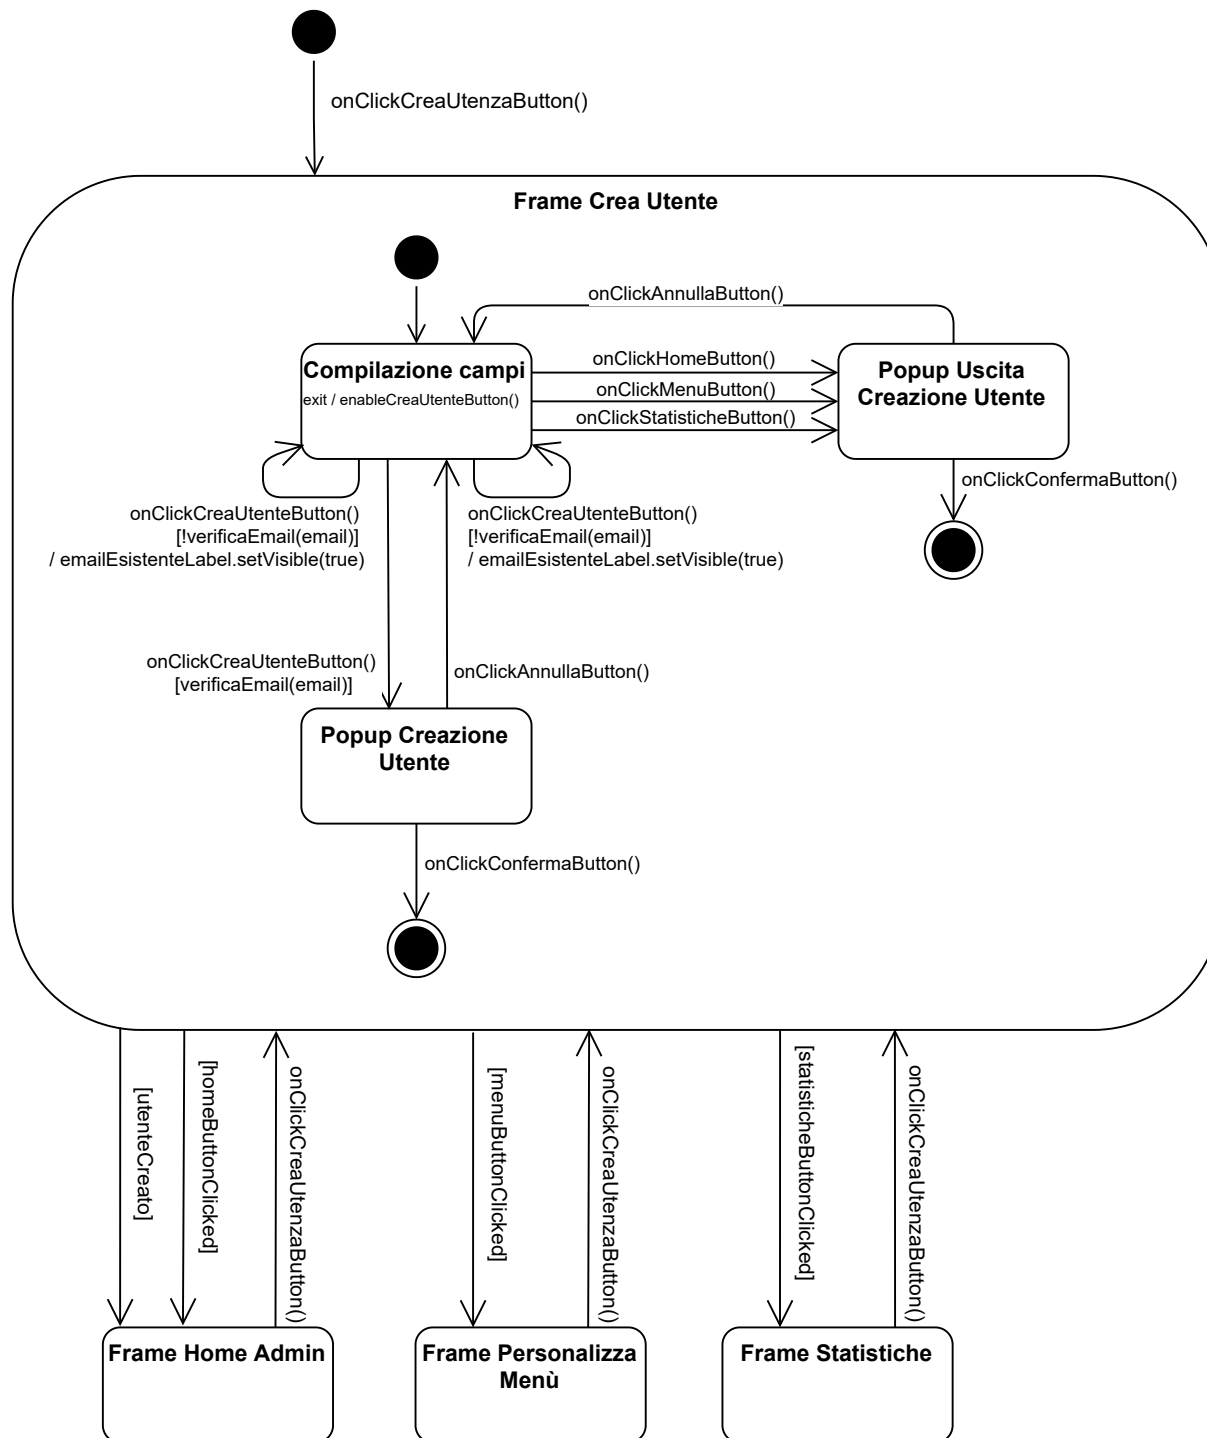 onClickCreaUtenzaButton()
Frame Crea Utente
onClickAnnullaButton()
Compilazione campi
exit / enableCreaUtenteButton()
onClickHomeButton()
onClickMenuButton()
onClickStatisticheButton()
Popup Uscita
Creazione Utente
onClickConfermaButton()
onClickCreaUtenteButton()
[!verificaEmail(email)]
/ emailEsistenteLabel.setVisible(true)
onClickCreaUtenteButton()
[!verificaEmail(email)]
/ emailEsistenteLabel.setVisible(true)
onClickCreaUtenteButton()
[verificaEmail(email)]
onClickAnnullaButton()
Popup Creazione
Utente
onClickConfermaButton()
[utenteCreato]
[homeButtonClicked]
onClickCreaUtenzaButton()
[menuButtonClicked]
onClickCreaUtenzaButton()
[statisticheButtonClicked]
onClickCreaUtenzaButton()
Frame Home Admin
Frame Personalizza
Menù
Frame Statistiche